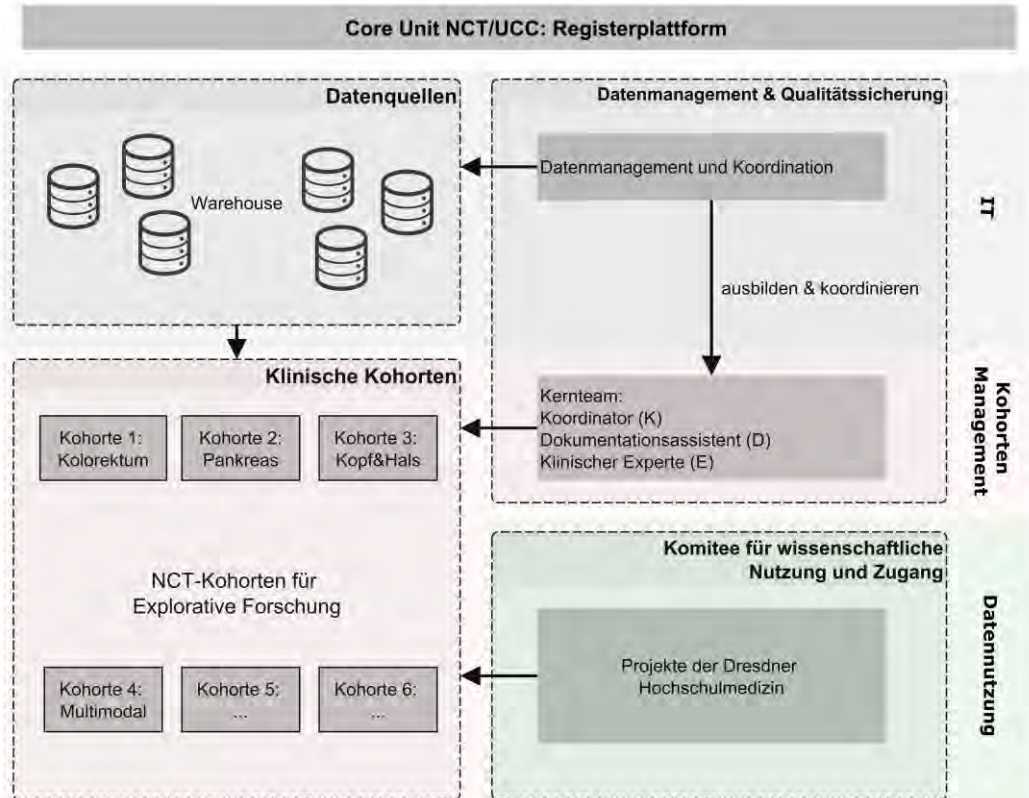 Core Unit NCT/UCC: Registerplattform
Datenquellen
Warehouse
Datenmanagement & Qualitätssicherung
Datenmanagement und Koordination
ausbilden & koordinieren
IT
Klinische Kohorten
Kohorte 1:
Kolorektum
Kohorte 2:
Pankreas
Kohorte 3:
Kopf&Hals
NCT-Kohorten für
Explorative Forschung
Kohorte 4:
Multimodal
Kohorte 5:
...
Kohorte 6:
...
Kernteam:
Koordinator (K)
Dokumentationsassistent (D)
Klinischer Experte (E)
Kohorten
Management
Komitee für wissenschaftliche
Nutzung und Zugang
Projekte der Dresdner
Hochschulmedizin
Datennutzung